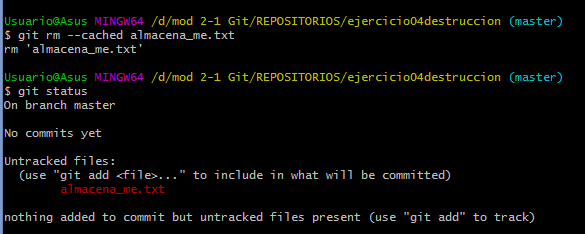 Usuario@Asus MINGW64 /d/mod 2-1 Git/REPOSITORIOS/ejercicio04destruccion (master)
$ git rm --cached almacena_me.txt
rm 'almacena_me.txt'
Usuario@Asus MINGW64 /d/mod 2-1 Git/REPOSITORIOS/ejercicio04destruccion (master)
$ git status
On branch master
No commits yet
Untracked files:
  (use "git add <file>..." to include in what will be committed)
        almacena_me.txt
nothing added to commit but untracked files present (use "git add" to track)